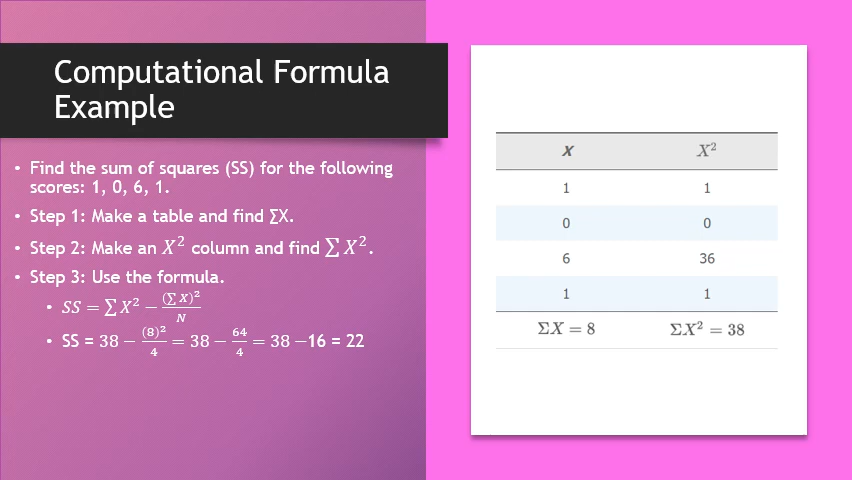 Computational Formula
Example
• Find the sum of squares (SS) for the following
scores: 1, 0, 6, 1.
• Step 1: Make a table and find ∑X.
• Step 2: Make an X² column and find ∑X².
• Step 3: Use the formula.
• SS = ∑X² − (∑X)²/N
• SS = 38 − (8)²/4 = 38 − 64/4 = 38 −16 = 22
X X²
1 1
0 0
6 36
1 1
ΣX = 8 ΣX² = 38